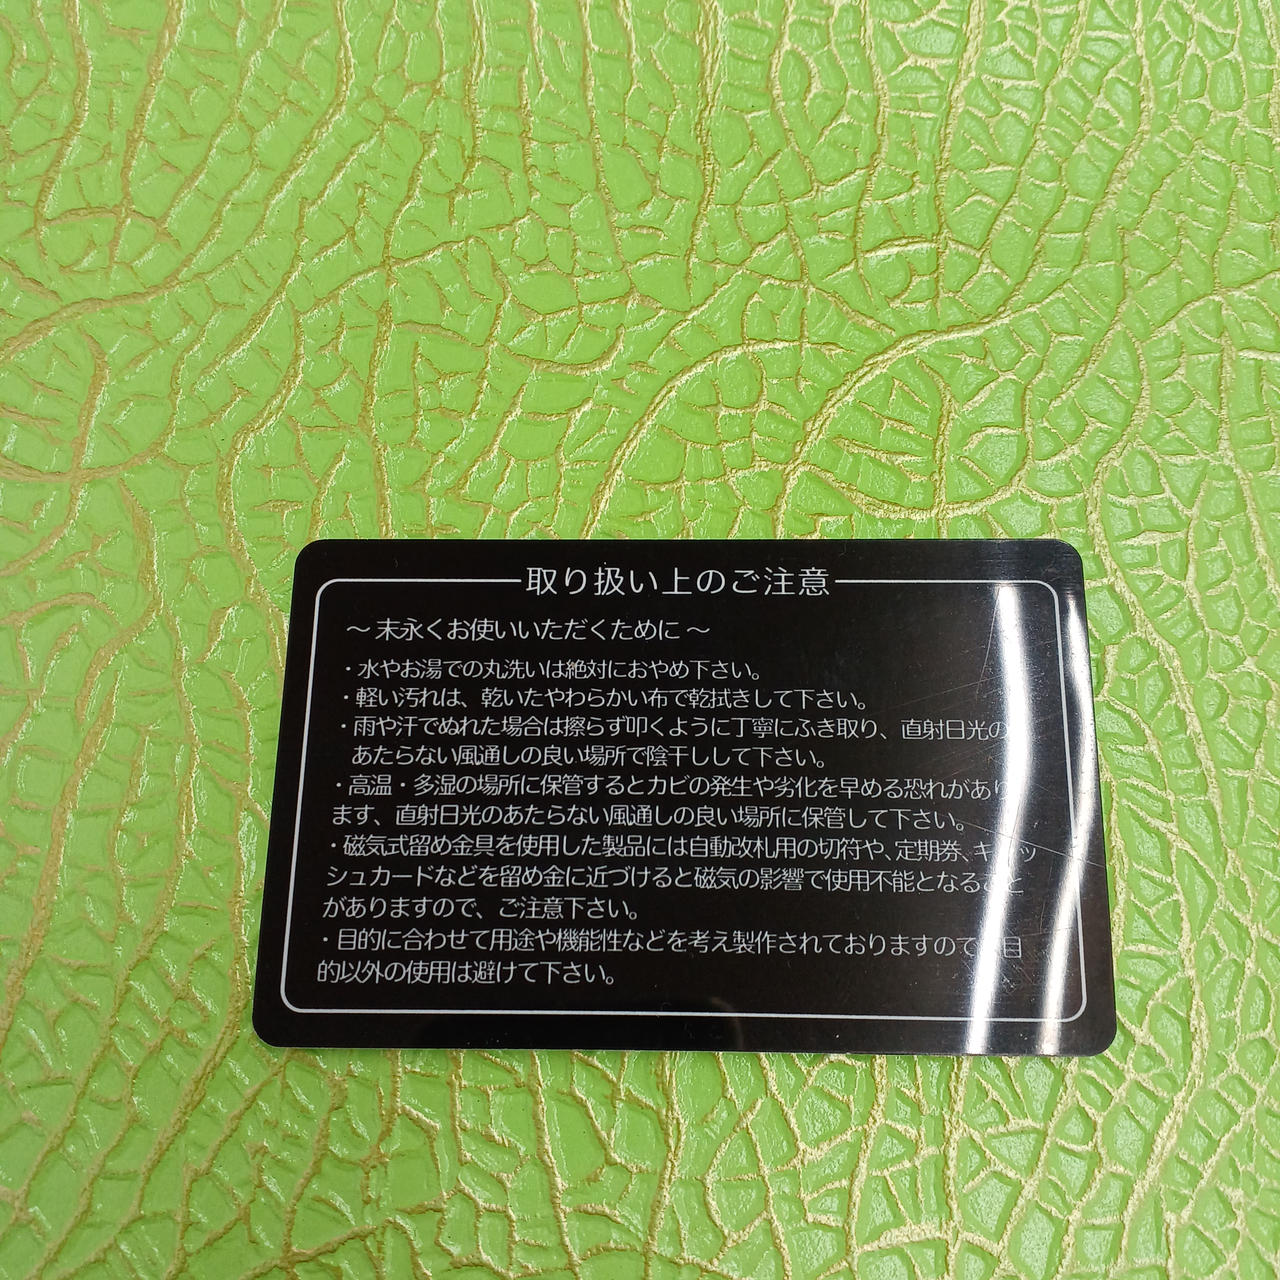 取り扱い上のご注意
～末永くお使いいただくために～
・水やお湯での丸洗いは絶対におやめ下さい。
・軽い汚れは、乾いたやわらかい布で乾拭きして下さい。
・雨や汗でぬれた場合は擦らず叩くように丁寧にふき取り、直射日光の
あたらない風通しの良い場所で陰干しして下さい。
・高温・多湿の場所に保管するとカビの発生や劣化を早める恐れがあり
ます、直射日光のあたらない風通しの良い場所に保管して下さい。
・磁気式留め金具を使用した製品には自動改札用の切符や、定期券、キャッ
シュカードなどを留め金に近づけると磁気の影響で使用不能となること
がありますので、ご注意下さい。
・目的に合わせて用途や機能性などを考え製作されておりますので、目
的以外の使用は避けて下さい。